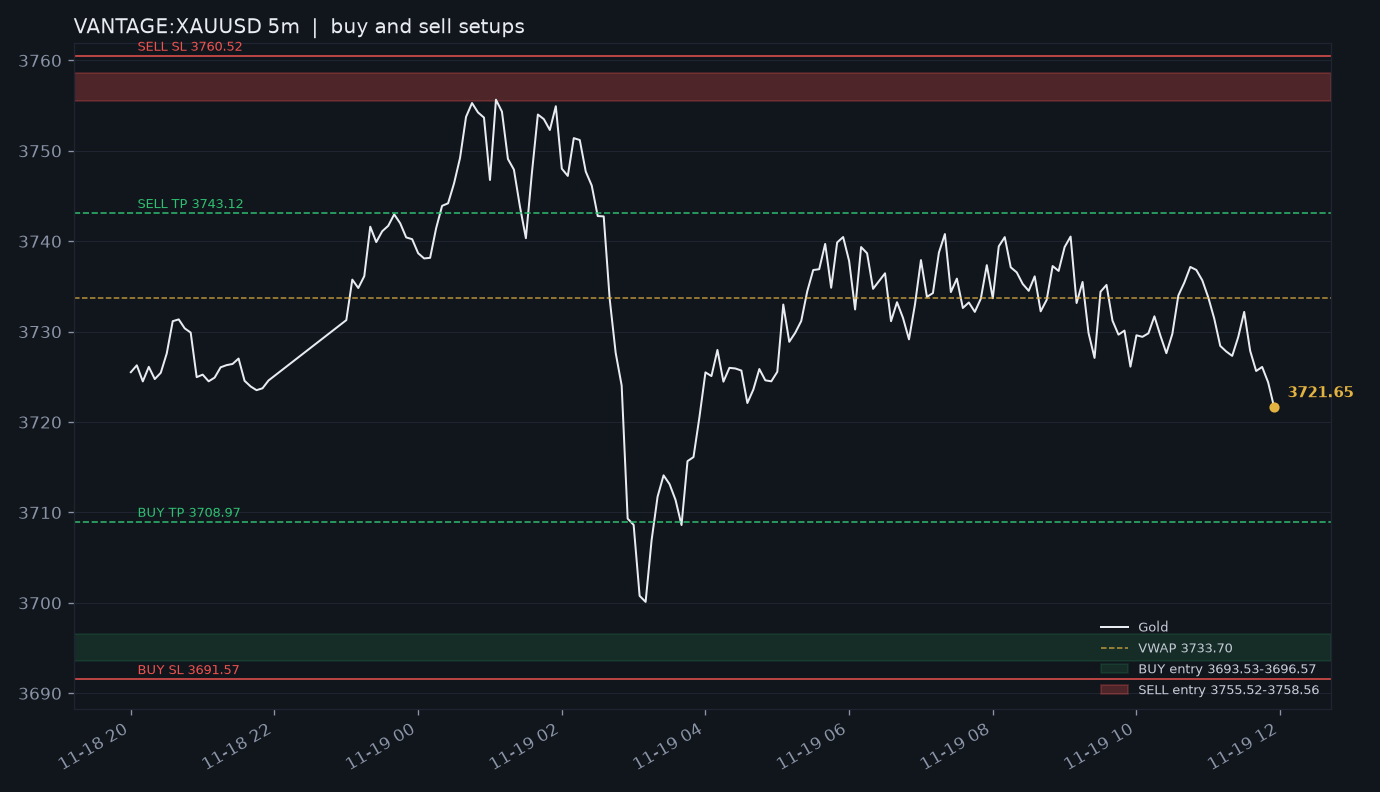 VANTAGE:XAUUSD 5m | buy and sell setups
SELL SL 3760.52
3760
3750
SELL TP 3743.12
3740
3730
3721.65
3720
BUY TP 3708.97
3710
3700
Gold
VWAP 3733.70
BUY entry 3693.53-3696.57
SELL entry 3755.52-3758.56
BUY SL 3691.57
3690
11-18 20
11-18 22
11-19 00
11-19 02
11-19 04
11-19 06
11-19 08
11-19 10
11-19 12